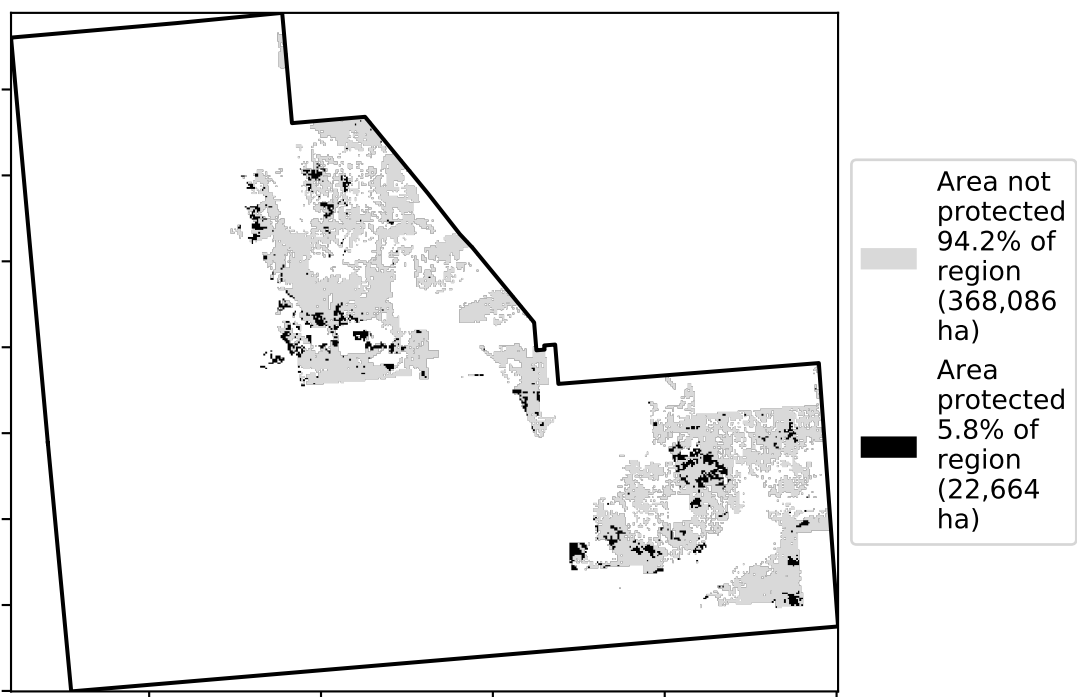 Area not
protected
94.2% of
region
(368,086
ha)
Area
protected
5.8% of
region
(22,664
ha)